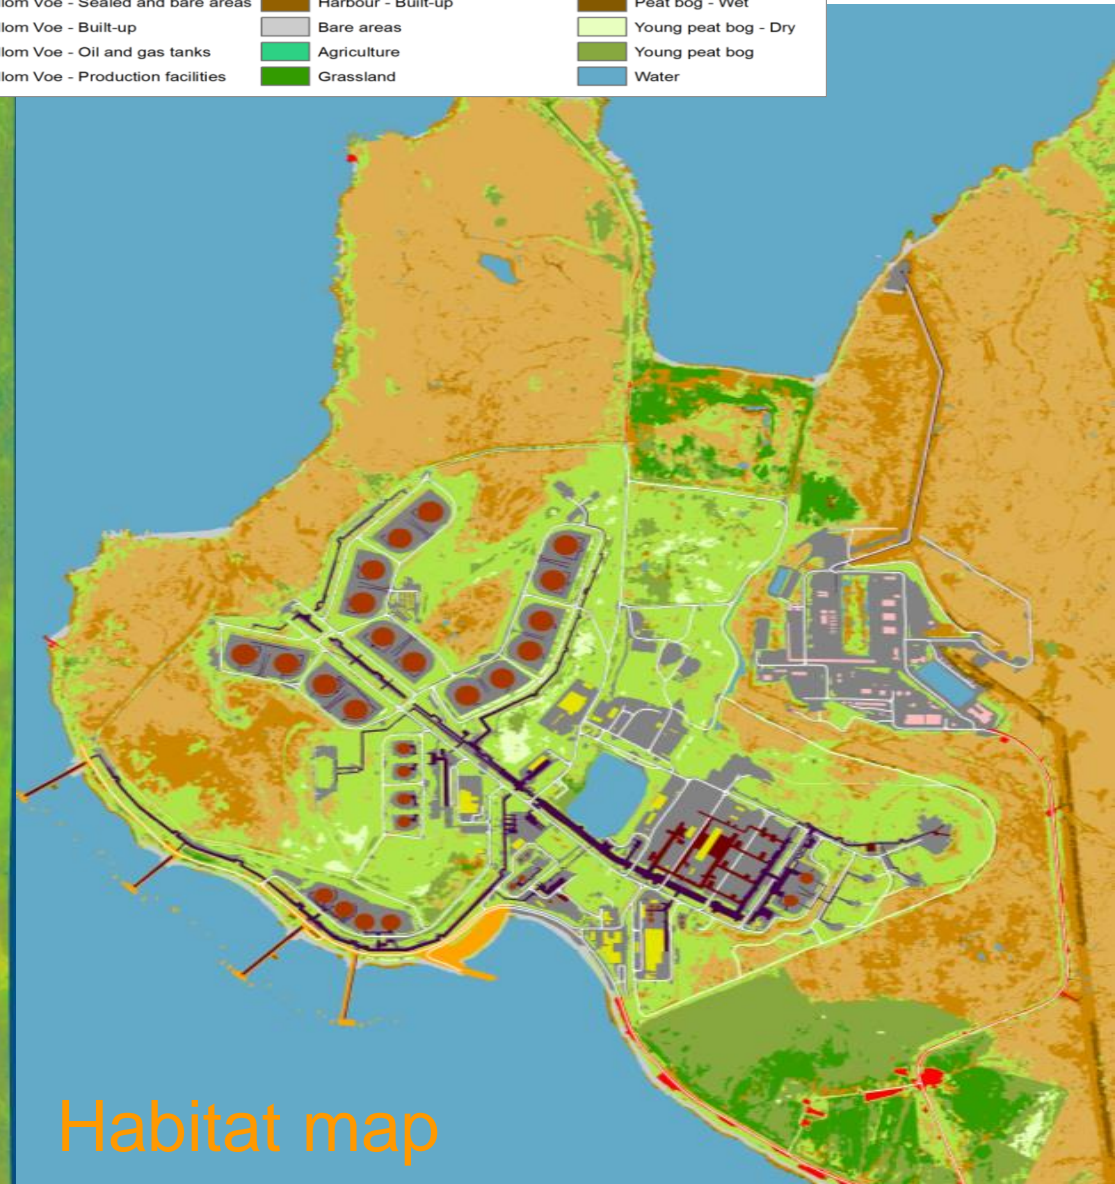 lom Voe - Sealed and bare areas Harbour - Built-up Peat bog - Wet
lom Voe - Built-up Bare areas Young peat bog - Dry
lom Voe - Oil and gas tanks Agriculture Young peat bog
lom Voe - Production facilities Grassland Water
Habitat map